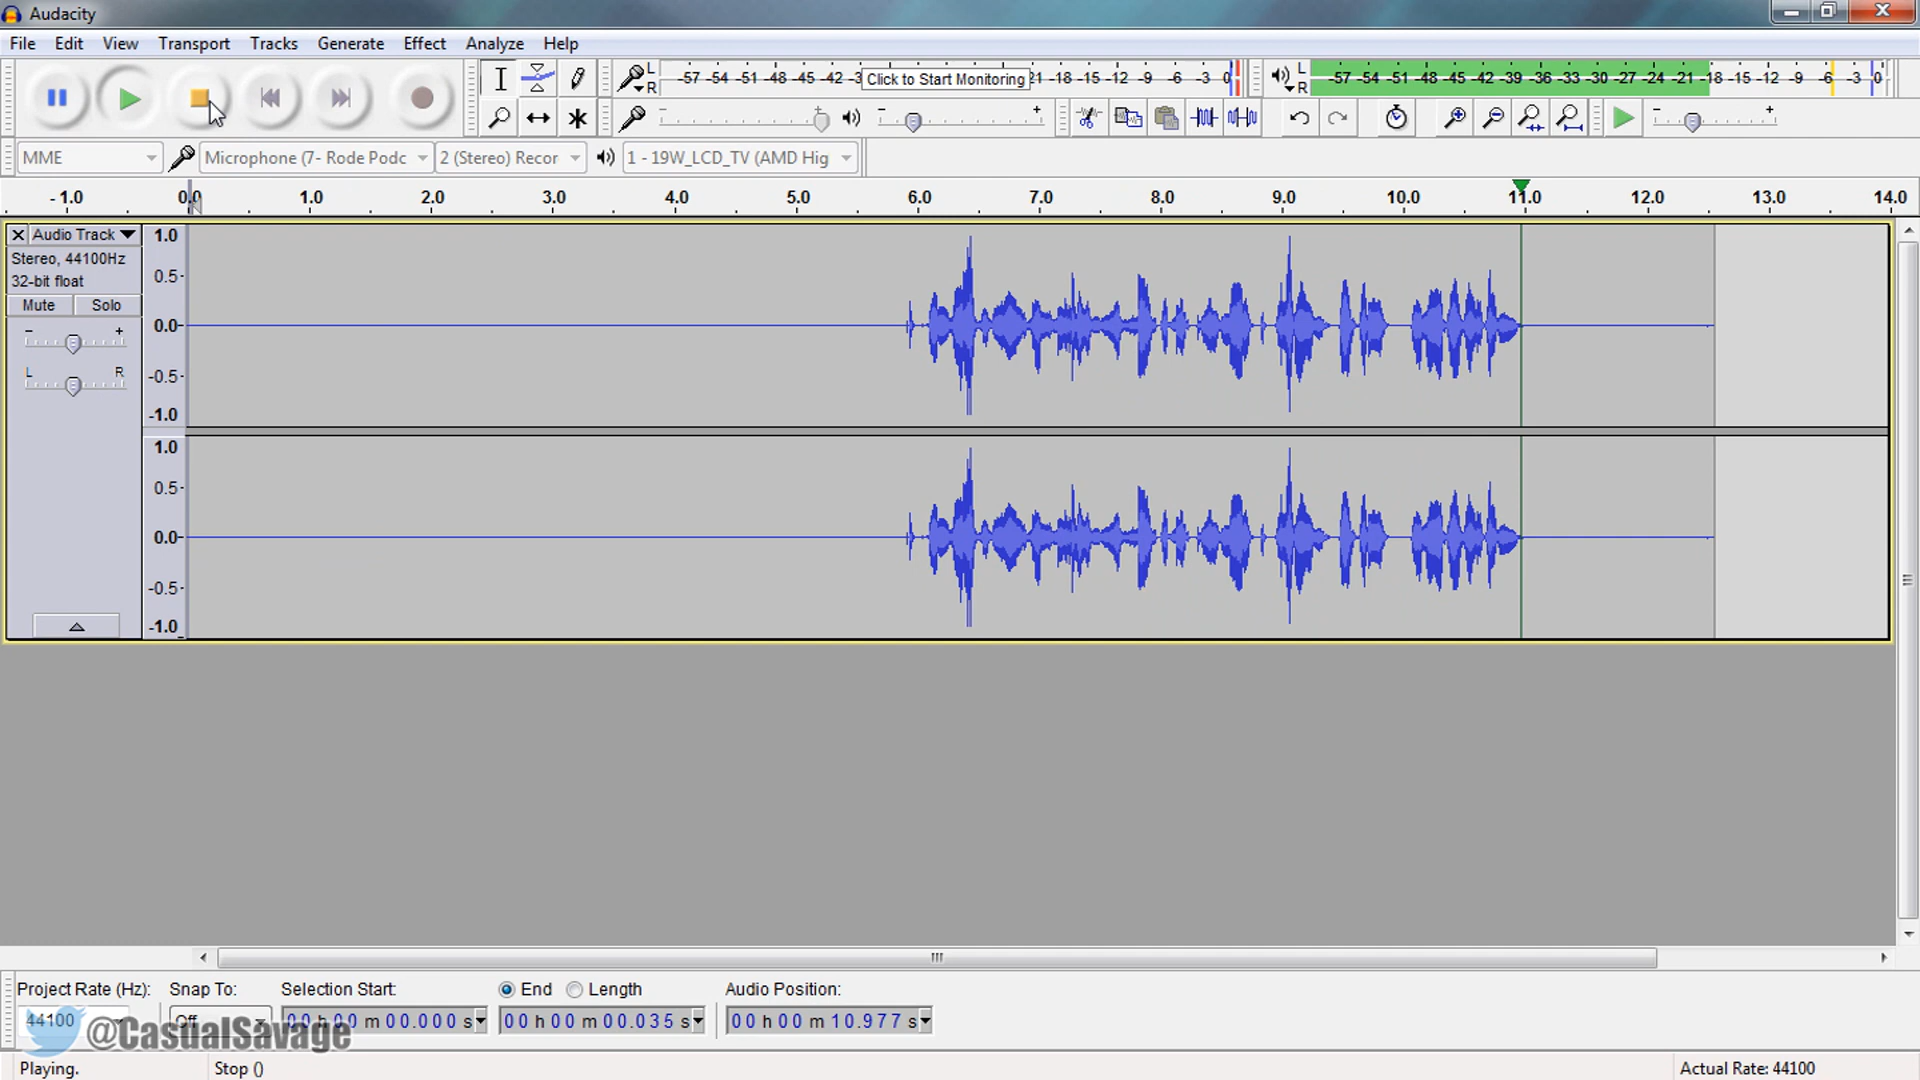 Audacity
File Edit View Transport Tracks Generate Effect Analyze Help
L R -57 -54 -51 -48 -45 -42 -3 Click to Start Monitoring 21 -18 -15 -12 -9 -6 -3 0 L R -57 -54 -51 -48 -45 -42 -39 -36 -33 -30 -27 -24 -21 -18 -15 -12 -9 -6 -3 0
- + - + - +
MME Microphone (7- Rode Podc 2 (Stereo) Recor 1 - 19W_LCD_TV (AMD Hig
- 1.0 0.0 1.0 2.0 3.0 4.0 5.0 6.0 7.0 8.0 9.0 10.0 11.0 12.0 13.0 14.0
Audio Track 1.0
Stereo, 44100Hz
32-bit float 0.5-
Mute Solo
- + 0.0-
L R -0.5-
-1.0
1.0
0.5-
0.0-
-0.5-
-1.0
Project Rate (Hz): Snap To: Selection Start: End Length Audio Position:
44100 Off 00 h 00 m 00.000 s 00 h 00 m 00.035 s 00 h 00 m 10.977 s
@CasualSavage
Playing. Stop () Actual Rate: 44100